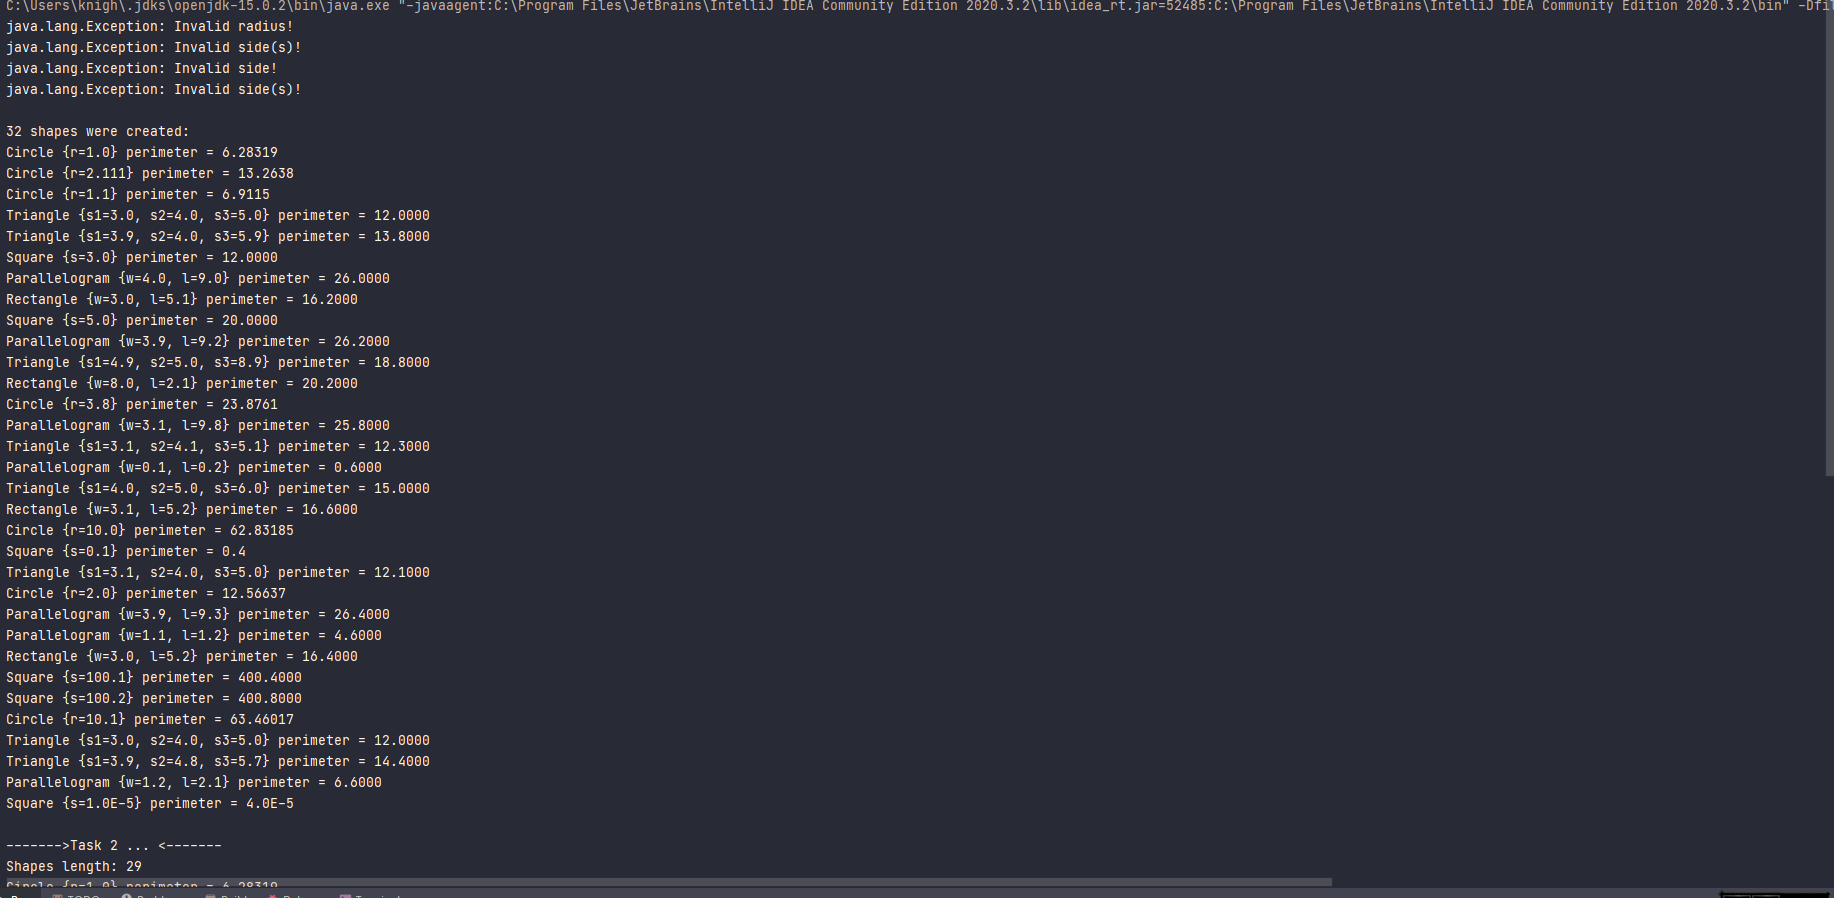 C:\Users\knigh\.jdks\openjdk-15.0.2\bin\java.exe "-javaagent:C:\Program Files\JetBrains\IntelliJ IDEA Community Edition 2020.3.2\lib\idea_rt.jar=52485:C:\Program Files\JetBrains\IntelliJ IDEA Community Edition 2020.3.2\bin" -Dfil
java.lang.Exception: Invalid radius!
java.lang.Exception: Invalid side(s)!
java.lang.Exception: Invalid side!
java.lang.Exception: Invalid side(s)!
32 shapes were created:
Circle {r=1.0} perimeter = 6.28319
Circle {r=2.111} perimeter = 13.2638
Circle {r=1.1} perimeter = 6.9115
Triangle {s1=3.0, s2=4.0, s3=5.0} perimeter = 12.0000
Triangle {s1=3.9, s2=4.0, s3=5.9} perimeter = 13.8000
Square {s=3.0} perimeter = 12.0000
Parallelogram {w=4.0, l=9.0} perimeter = 26.0000
Rectangle {w=3.0, l=5.1} perimeter = 16.2000
Square {s=5.0} perimeter = 20.0000
Parallelogram {w=3.9, l=9.2} perimeter = 26.2000
Triangle {s1=4.9, s2=5.0, s3=8.9} perimeter = 18.8000
Rectangle {w=8.0, l=2.1} perimeter = 20.2000
Circle {r=3.8} perimeter = 23.8761
Parallelogram {w=3.1, l=9.8} perimeter = 25.8000
Triangle {s1=3.1, s2=4.1, s3=5.1} perimeter = 12.3000
Parallelogram {w=0.1, l=0.2} perimeter = 0.6000
Triangle {s1=4.0, s2=5.0, s3=6.0} perimeter = 15.0000
Rectangle {w=3.1, l=5.2} perimeter = 16.6000
Circle {r=10.0} perimeter = 62.83185
Square {s=0.1} perimeter = 0.4
Triangle {s1=3.1, s2=4.0, s3=5.0} perimeter = 12.1000
Circle {r=2.0} perimeter = 12.56637
Parallelogram {w=3.9, l=9.3} perimeter = 26.4000
Parallelogram {w=1.1, l=1.2} perimeter = 4.6000
Rectangle {w=3.0, l=5.2} perimeter = 16.4000
Square {s=100.1} perimeter = 400.4000
Square {s=100.2} perimeter = 400.8000
Circle {r=10.1} perimeter = 63.46017
Triangle {s1=3.0, s2=4.0, s3=5.0} perimeter = 12.0000
Triangle {s1=3.9, s2=4.8, s3=5.7} perimeter = 14.4000
Parallelogram {w=1.2, l=2.1} perimeter = 6.6000
Square {s=1.0E-5} perimeter = 4.0E-5
------->Task 2 ... <-------
Shapes length: 29
Circle {r=1.0} perimeter = 6.28319